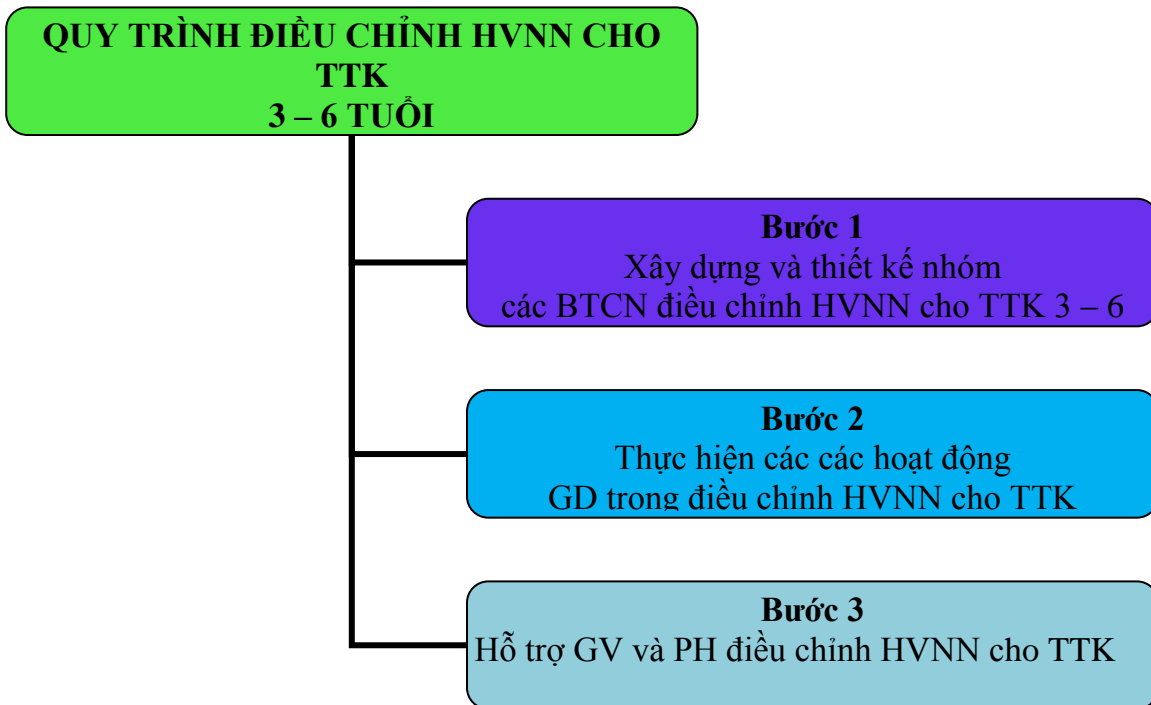 QUY TRÌNH ĐIỀU CHỈNH HVNN CHO
TTK
3 – 6 TUỔI
Bước 1
Xây dựng và thiết kế nhóm
các BTCN điều chỉnh HVNN cho TTK 3 – 6
Bước 2
Thực hiện các các hoạt động
GD trong điều chỉnh HVNN cho TTK
Bước 3
Hỗ trợ GV và PH điều chỉnh HVNN cho TTK